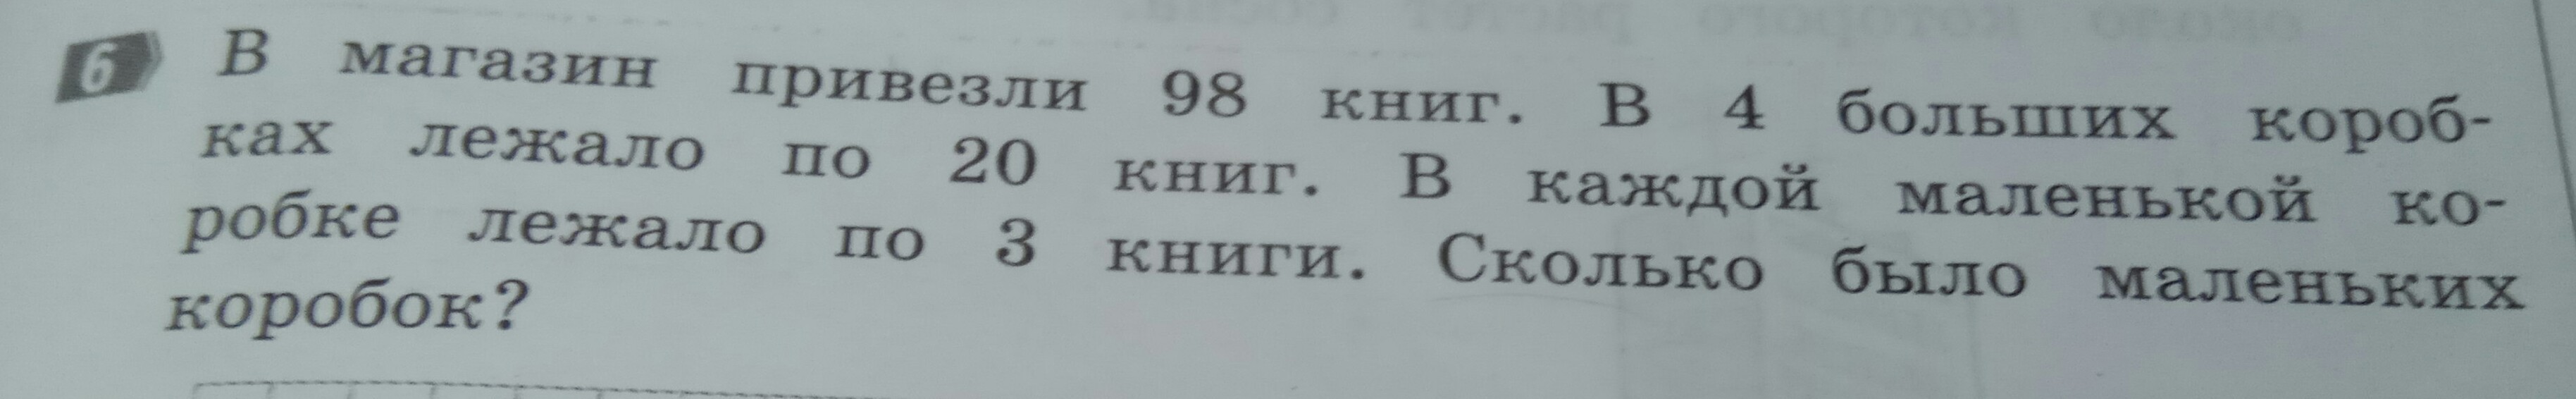 6 В магазин привезли 98 книг. В 4 больших короб-
ках лежало по 20 книг. В каждой маленькой ко-
робке лежало по 3 книги. Сколько было маленьких
коробок?